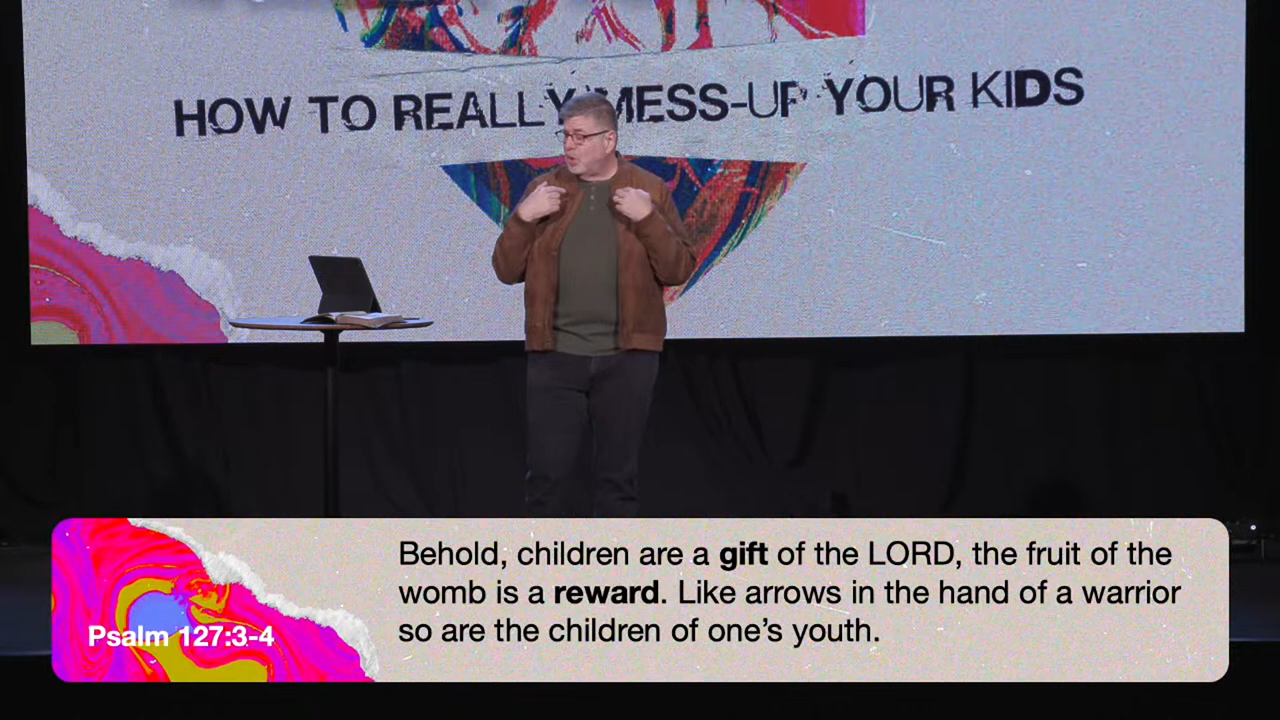 HOW TO REALLY MESS-UP YOUR KIDS
Behold, children are a gift of the LORD, the fruit of the
womb is a reward. Like arrows in the hand of a warrior
so are the children of one's youth.
Psalm 127:3-4